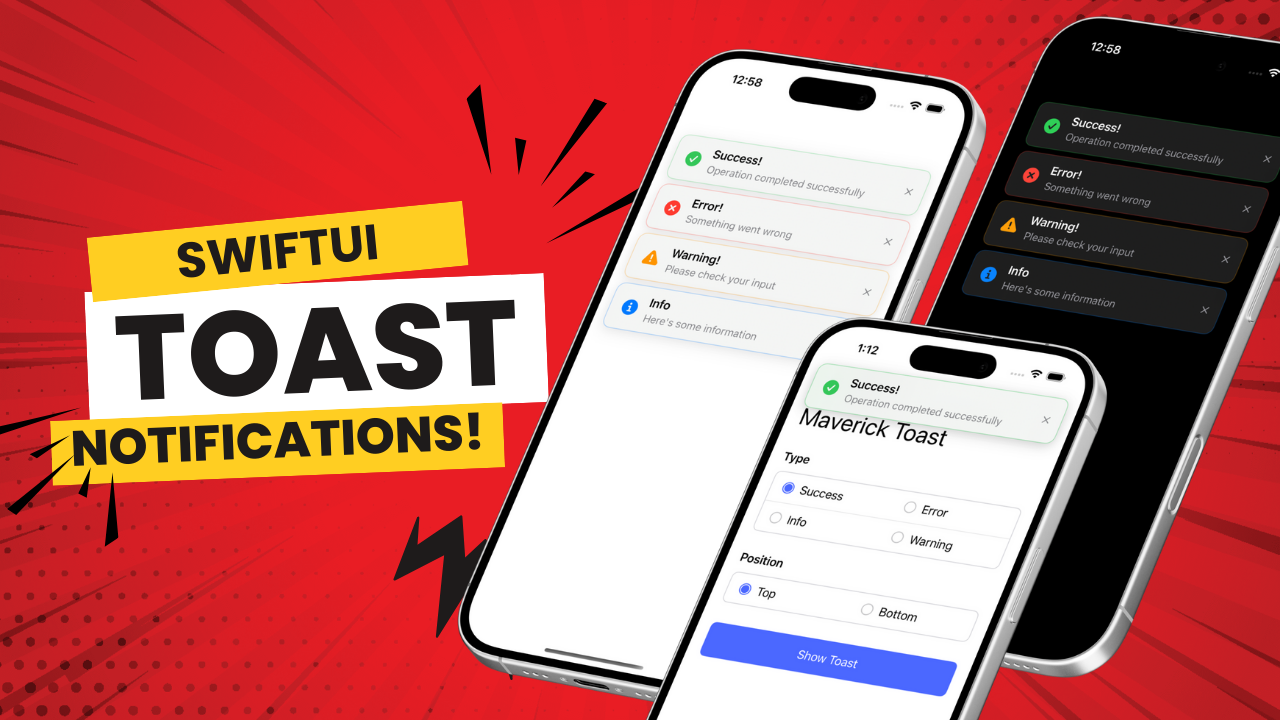 SWIFTUI
TOAST
NOTIFICATIONS!
12:58
Success!
Operation completed successfully
Error!
Something went wrong
Warning!
Please check your input
Info
Here's some information
12:58
Success!
Operation completed successfully
Error!
Something went wrong
Warning!
Please check your input
Info
Here's some information
1:12
Success!
Operation completed successfully
Maverick Toast
Type
Success Error
Info Warning
Position
Top Bottom
Show Toast